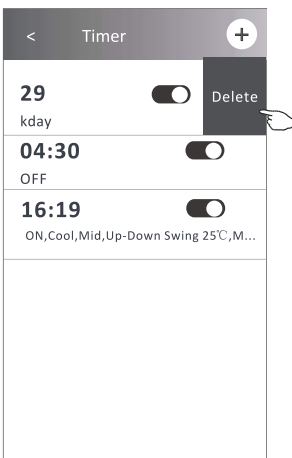 < Timer +
29 Delete
kday
04:30
OFF
16:19
ON,Cool,Mid,Up-Down Swing 25℃,M...